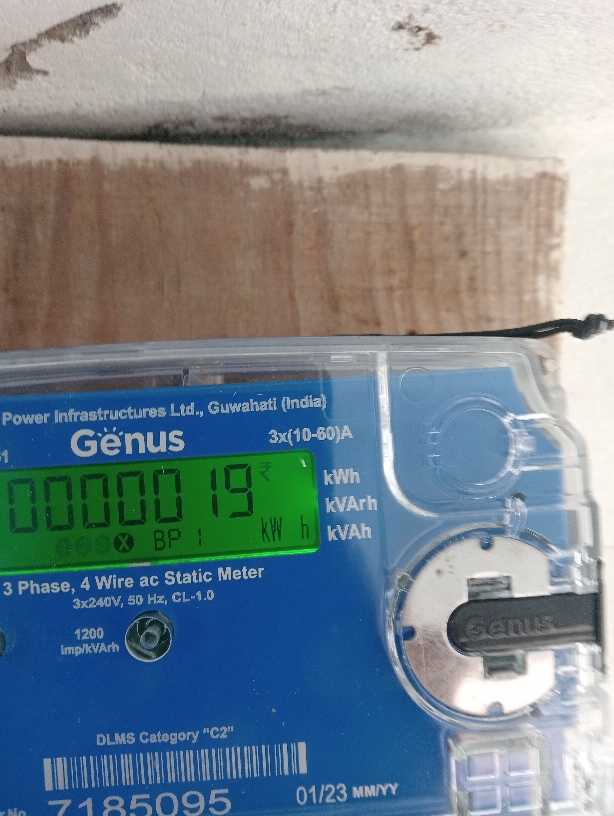 Power Infrastructures Ltd., Guwahati (India)
51
Genus
3x(10-60)A
0000019
kWh
kVArh
kVAh
X BP 1 kW h
3 Phase, 4 Wire ac Static Meter
3x240V, 50 Hz, CL-1.0
1200
imp/kVArh
Genus
DLMS Category "C2"
No. 7185095
01/23 MM/YY